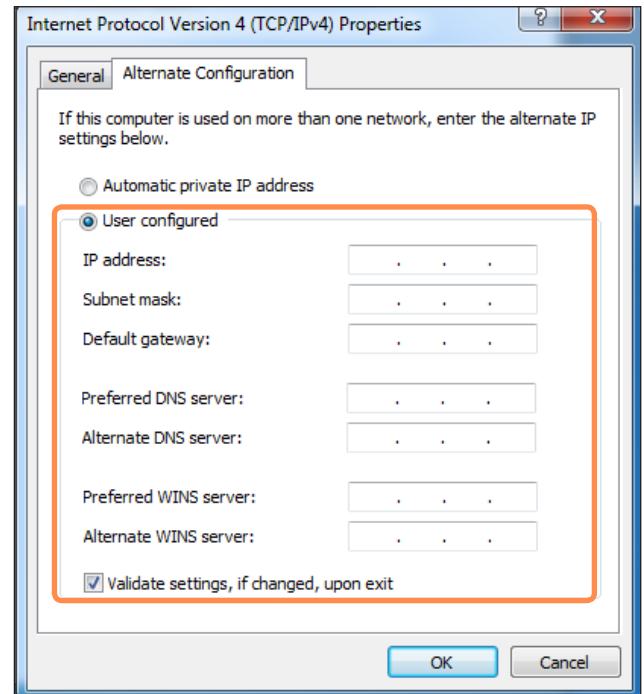 Internet Protocol Version 4 (TCP/IPv4) Properties
General
Alternate Configuration
If this computer is used on more than one network, enter the alternate IP
settings below.
Automatic private IP address
User configured
IP address:
Subnet mask:
Default gateway:
Preferred DNS server:
Alternate DNS server:
Preferred WINS server:
Alternate WINS server:
Validate settings, if changed, upon exit
OK
Cancel